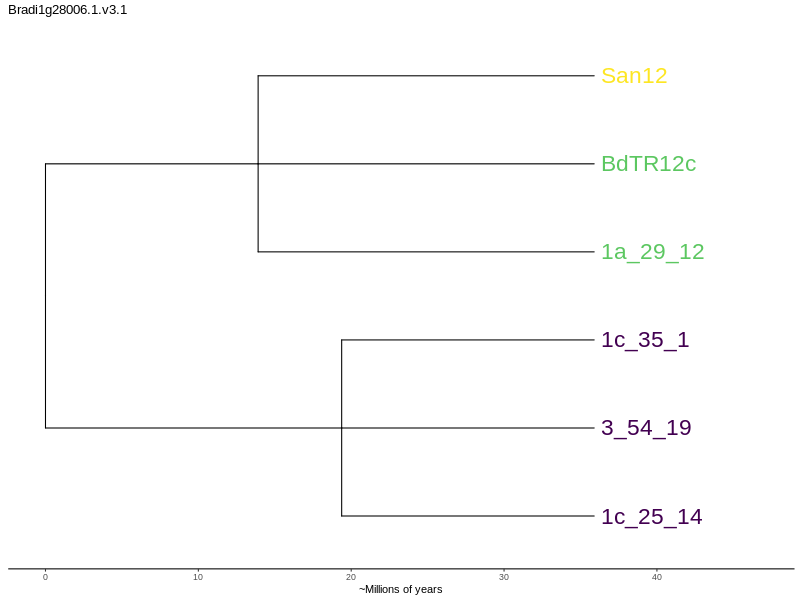 Bradi1g28006.1.v3.1
San12
BdTR12c
1a_29_12
1c_35_1
3_54_19
1c_25_14
0 10 20 30 40
~Millions of years